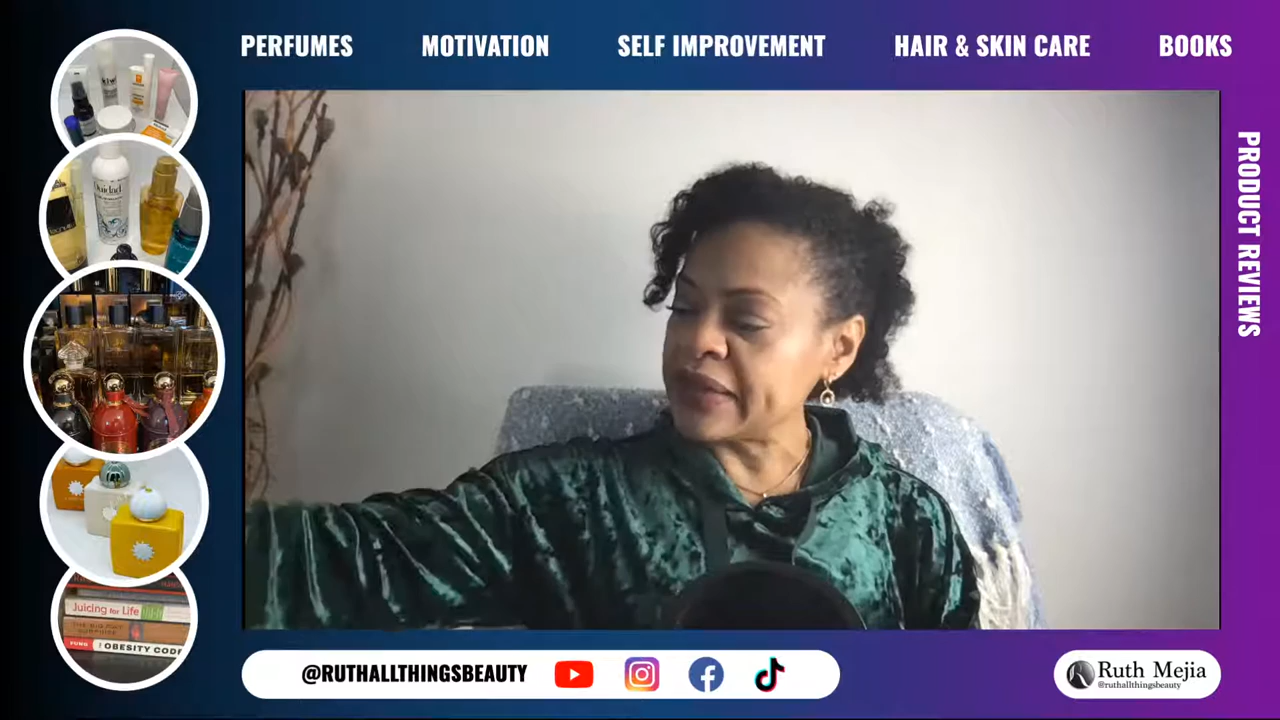 PERFUMES
MOTIVATION
SELF IMPROVEMENT
HAIR & SKIN CARE
BOOKS
PRODUCT REVIEWS
Ouidad
Juicing for Life
OBESITY CODE
@RUTHALLTHINGSBEAUTY
Ruth Mejia
@ruthallthingsbeauty